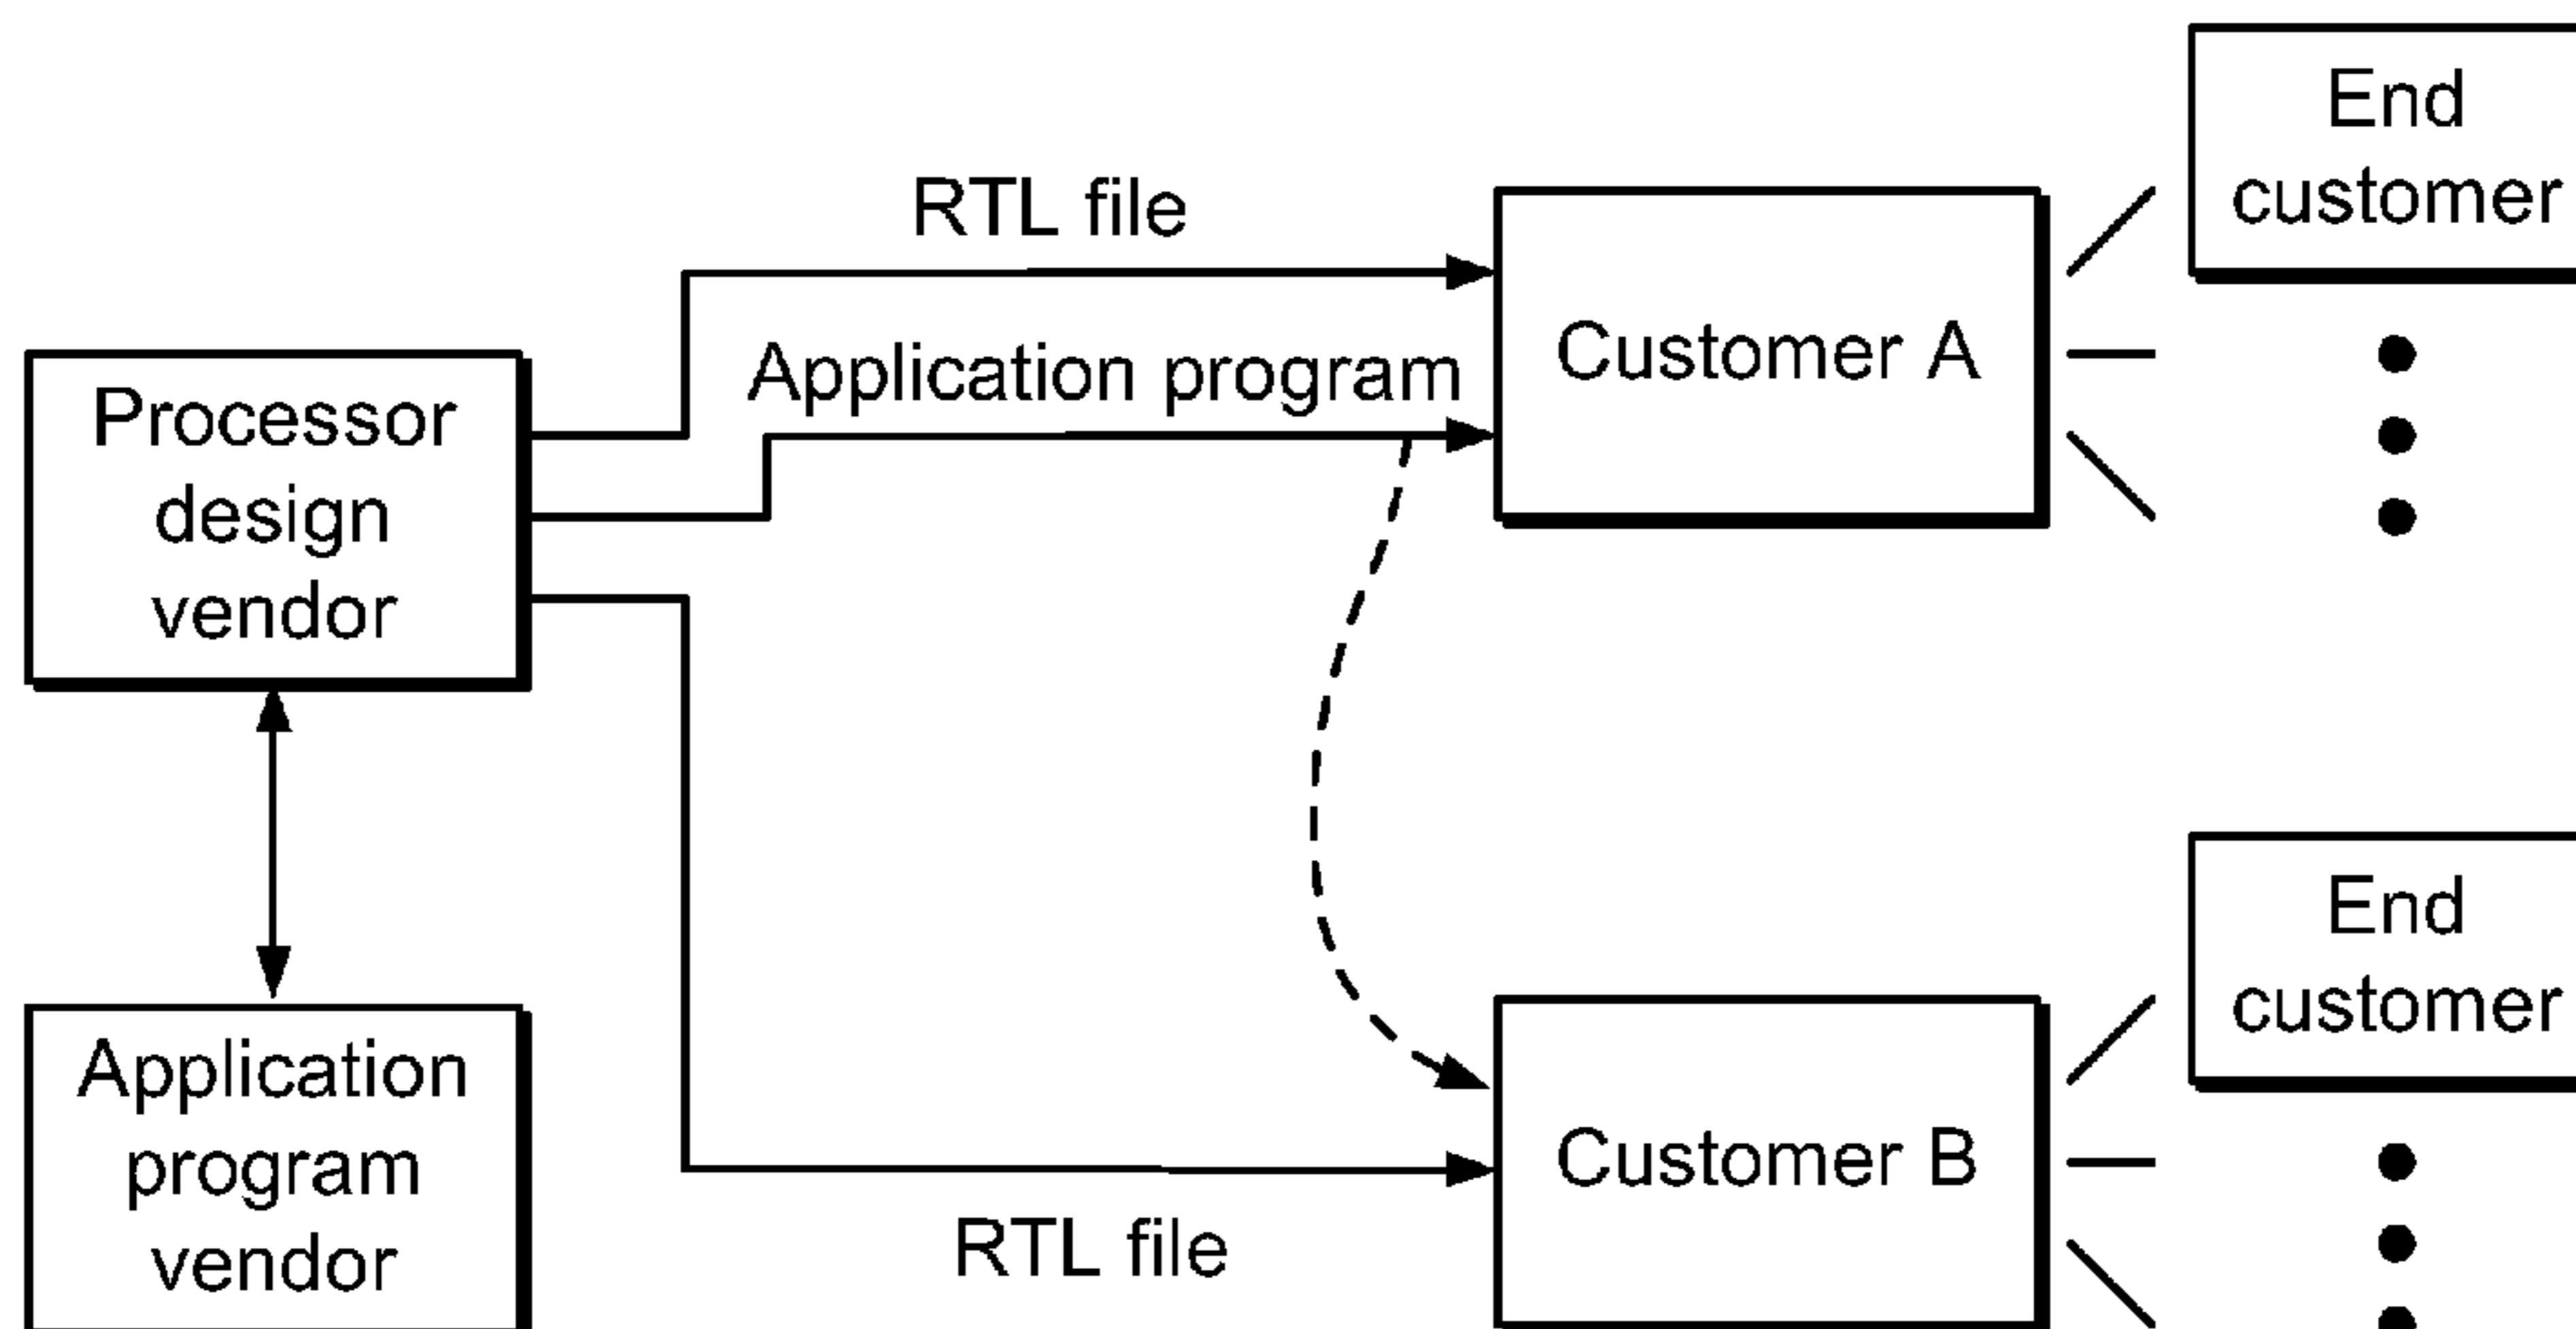 End
customer
RTL file
Application program
Customer A
Processor
design
vendor
End
customer
Application
program
vendor
Customer B
RTL file